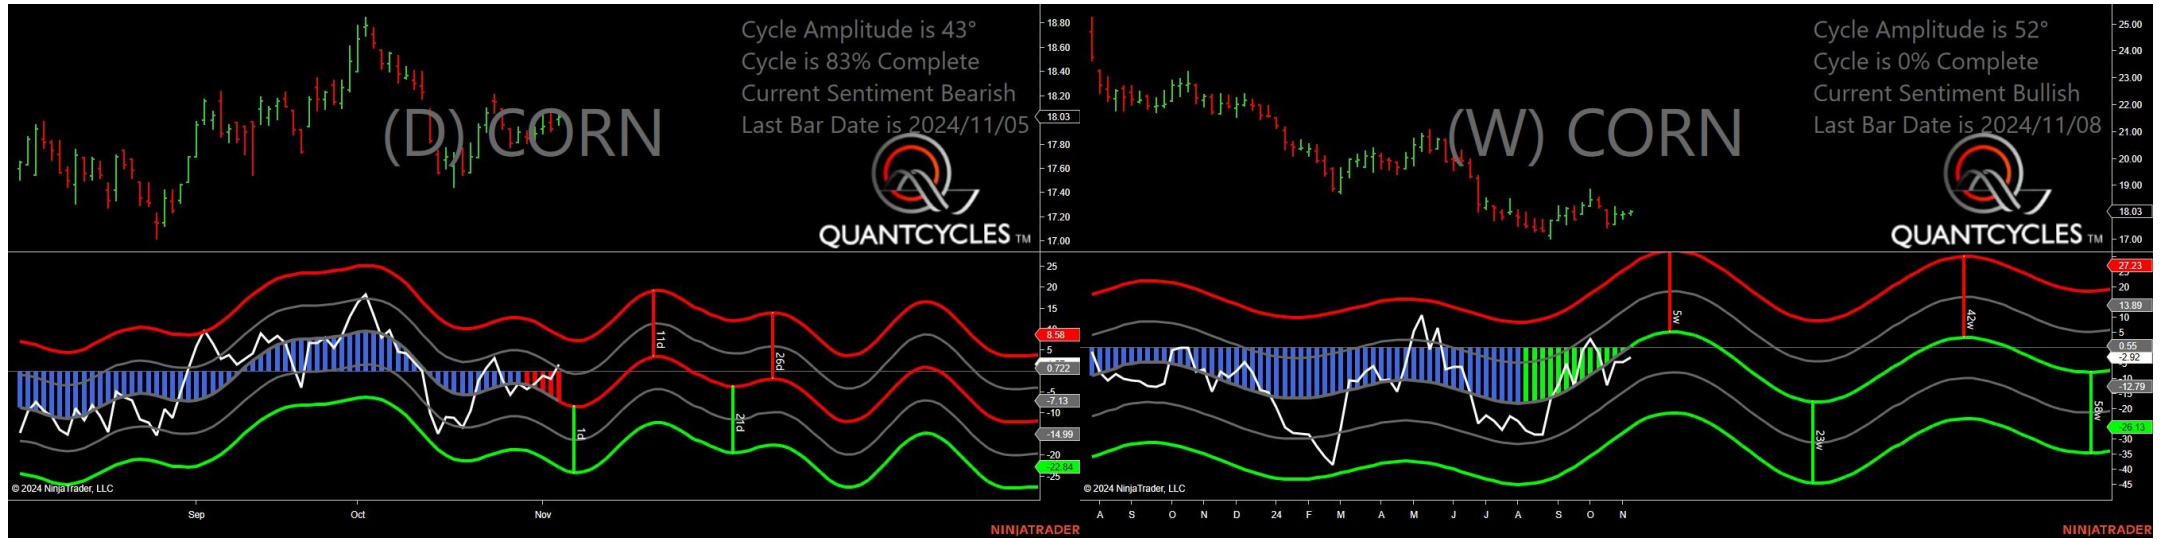 Cycle Amplitude is 43°
Cycle is 83% Complete
Current Sentiment Bearish
Last Bar Date is 2024/11/05
(D) CORN
QUANTCYCLES TM
18.80
18.60
18.40
18.20
18.03
17.80
17.60
17.40
17.20
17.00
25
20
15
8.58
5
0.722
-5
-7.13
-10
-14.99
-20
-22.84
-25
1d
11d
21d
26d
© 2024 NinjaTrader, LLC
Sep Oct Nov
NINJATRADER
Cycle Amplitude is 52°
Cycle is 0% Complete
Current Sentiment Bullish
Last Bar Date is 2024/11/08
(W) CORN
QUANTCYCLES TM
25.00
24.00
23.00
22.00
21.00
20.00
19.00
18.03
17.00
27.23
20
13.89
10
5
0.55
-2.92
-12.79
-15
-20
-26.13
-30
-35
-40
-45
5w
23w
42w
58w
© 2024 NinjaTrader, LLC
A S O N D 24 F M A M J J A S O N
NINJATRADER